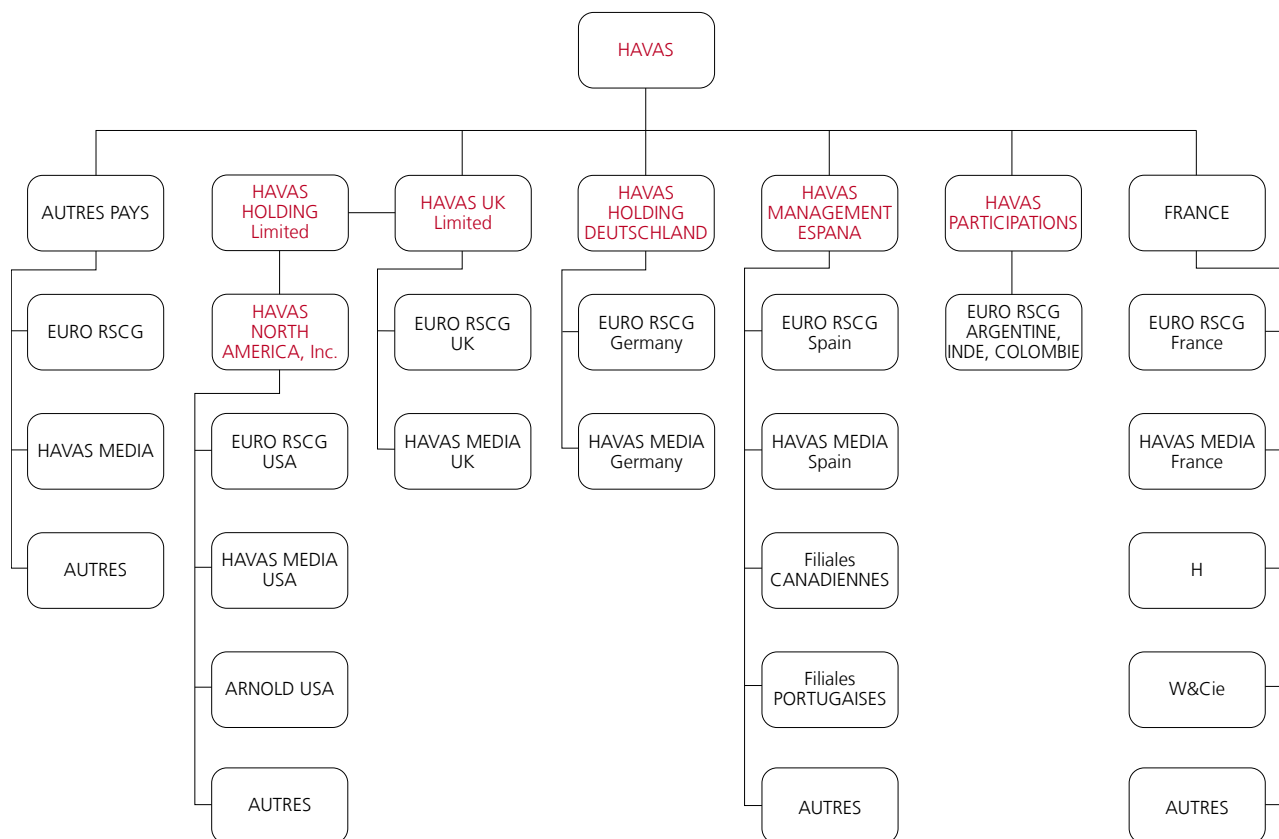 HAVAS
AUTRES PAYS
HAVAS
HOLDING
Limited
HAVAS UK
Limited
HAVAS
HOLDING
DEUTSCHLAND
HAVAS
MANAGEMENT
ESPANA
HAVAS
PARTICIPATIONS
FRANCE
EURO RSCG
HAVAS
NORTH
AMERICA, Inc.
EURO RSCG
UK
EURO RSCG
Germany
EURO RSCG
Spain
EURO RSCG
ARGENTINE,
INDE, COLOMBIE
EURO RSCG
France
HAVAS MEDIA
EURO RSCG
USA
HAVAS MEDIA
UK
HAVAS MEDIA
Germany
HAVAS MEDIA
Spain
HAVAS MEDIA
France
AUTRES
HAVAS MEDIA
USA
Filiales
CANADIENNES
H
ARNOLD USA
Filiales
PORTUGAISES
W&Cie
AUTRES
AUTRES
AUTRES